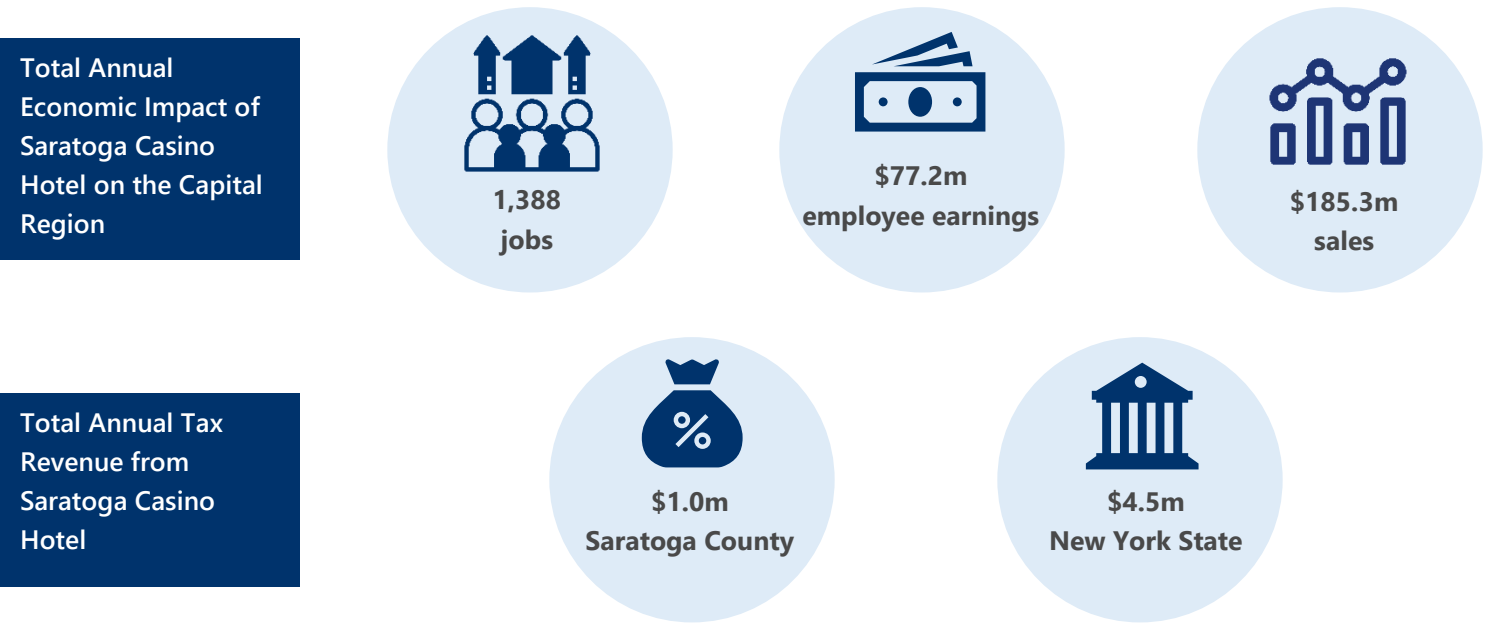 Total Annual
Economic Impact of
Saratoga Casino
Hotel on the Capital
Region
1,388
jobs
$77.2m
employee earnings
$185.3m
sales
Total Annual Tax
Revenue from
Saratoga Casino
Hotel
%
$1.0m
Saratoga County
$4.5m
New York State